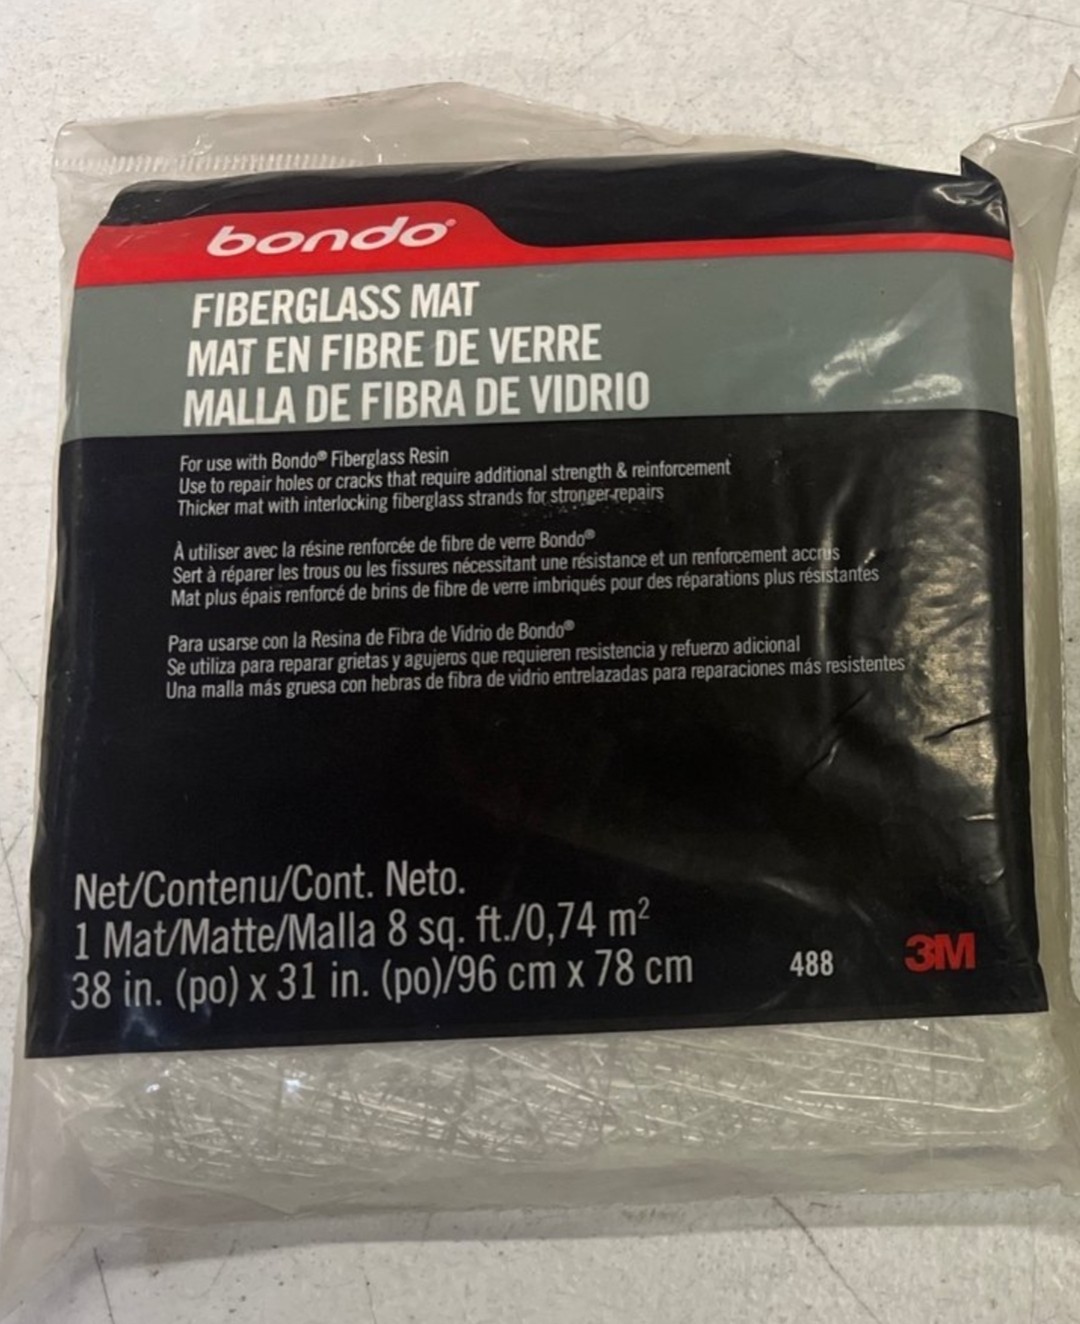 bondo®
FIBERGLASS MAT
MAT EN FIBRE DE VERRE
MALLA DE FIBRA DE VIDRIO
For use with Bondo® Fiberglass Resin
Use to repair holes or cracks that require additional strength & reinforcement
Thicker mat with interlocking fiberglass strands for stronger repairs
À utiliser avec la résine renforcée de fibre de verre Bondo®
Sert à réparer les trous ou les fissures nécessitant une résistance et un renforcement accrus
Mat plus épais renforcé de brins de fibre de verre imbriqués pour des réparations plus résistantes
Para usarse con la Resina de Fibra de Vidrio de Bondo®
Se utiliza para reparar grietas y agujeros que requieren resistencia y refuerzo adicional
Una malla más gruesa con hebras de fibra de vidrio entrelazadas para reparaciones más resistentes
Net/Contenu/Cont. Neto.
1 Mat/Matte/Malla 8 sq. ft./0,74 m²
38 in. (po) x 31 in. (po)/96 cm x 78 cm
488
3M